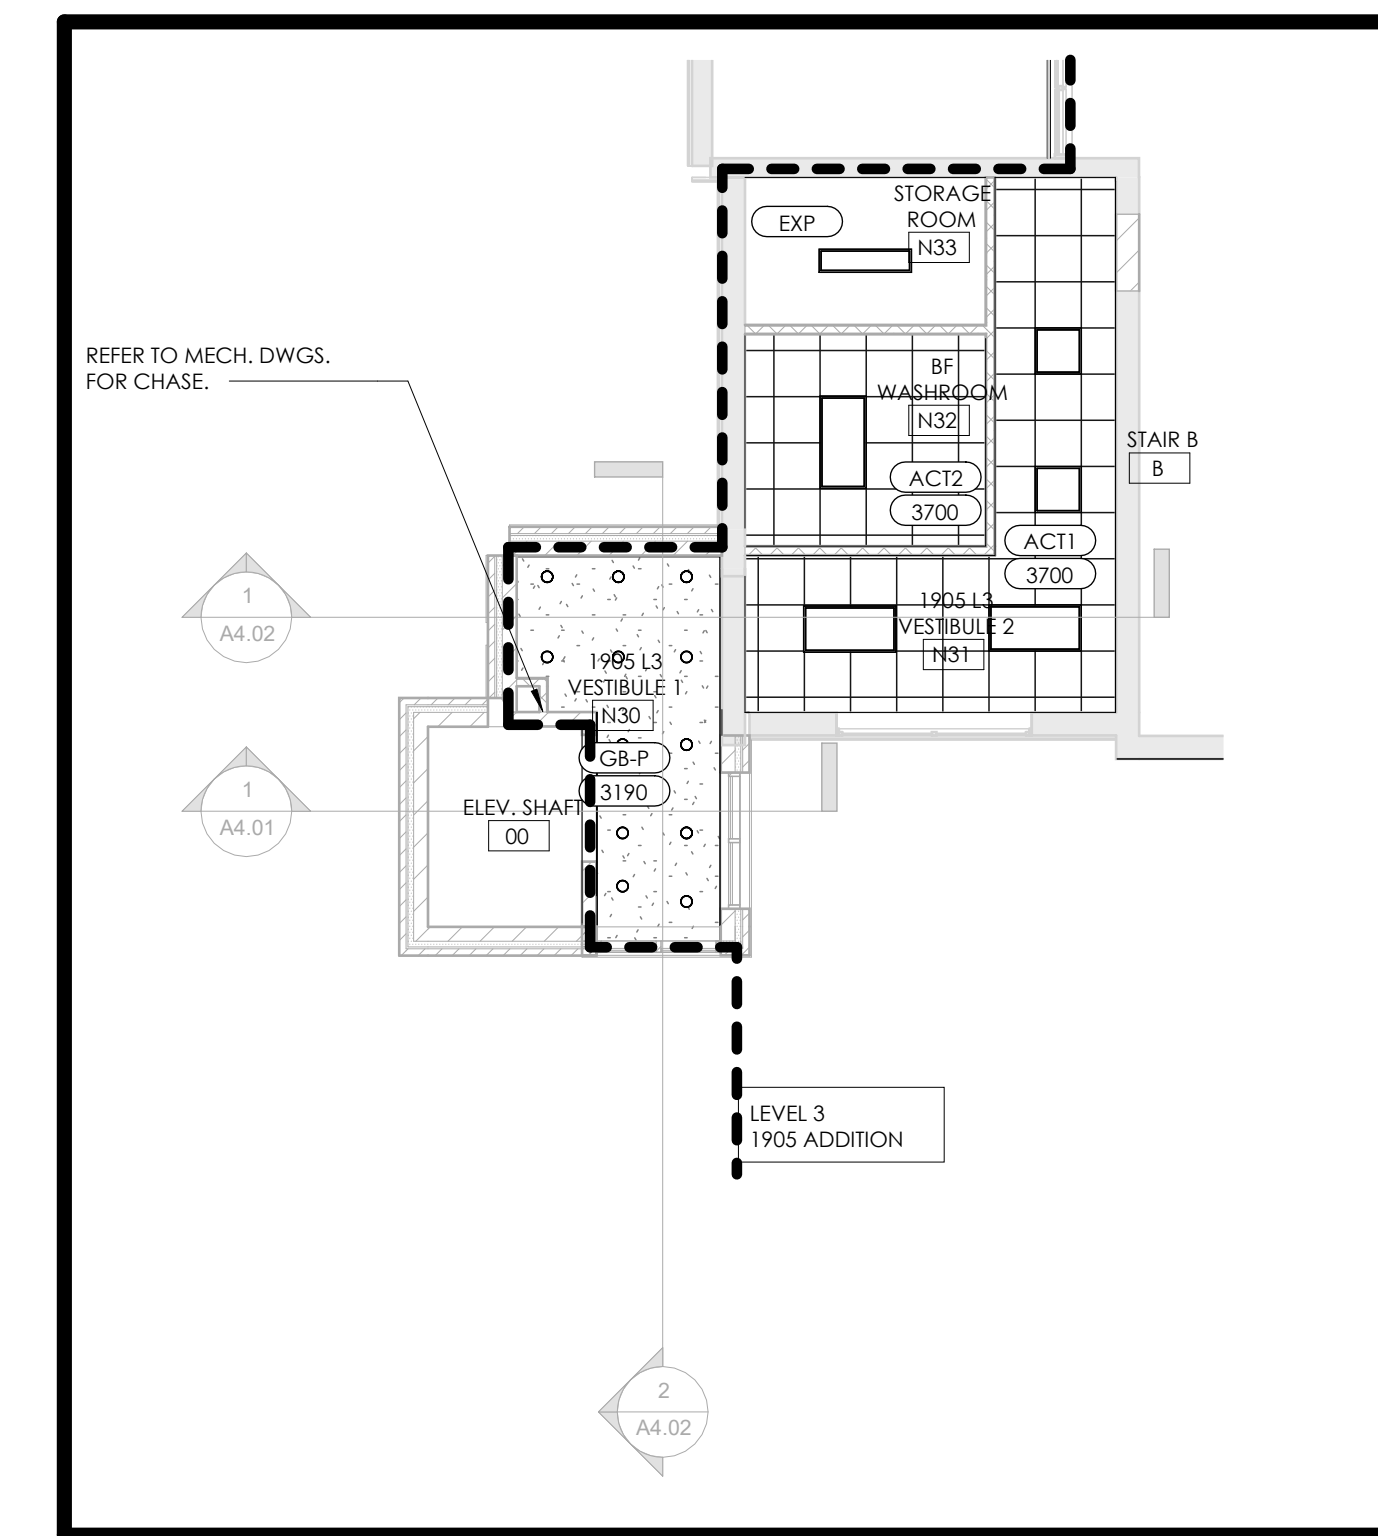 STORAGE
ROOM
N33
EXP
REFER TO MECH. DWGS.
FOR CHASE.
BF
WASHROOM
N32
ACT2
3700
STAIR B
B
ACT1
3700
1905 L3
VESTIBULE 2
N31
1
A4.02
1905 L3
VESTIBULE 1
N30
GB-P
3190
1
A4.01
ELEV. SHAFT
00
LEVEL 3
1905 ADDITION
2
A4.02